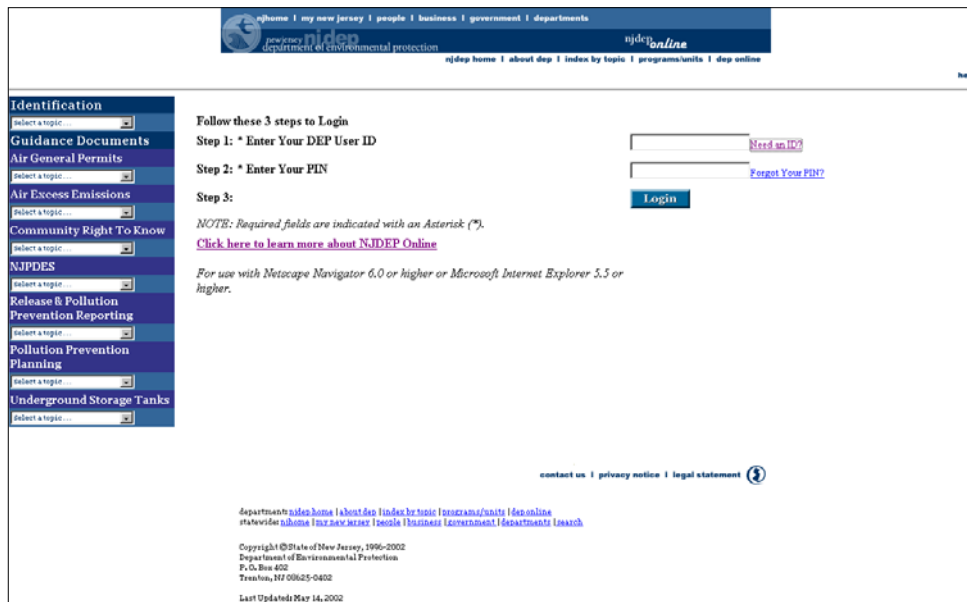 njhome | my new jersey | people | business | government | departments
newjersey njdep
department of environmental protection
njdep online
njdep home | about dep | index by topic | programs/units | dep online
Identification
Select a topic...
Guidance Documents
Air General Permits
Select a topic...
Air Excess Emissions
Select a topic...
Community Right To Know
Select a topic...
NJPDES
Select a topic...
Release & Pollution
Prevention Reporting
Select a topic...
Pollution Prevention
Planning
Select a topic...
Underground Storage Tanks
Select a topic...
Follow these 3 steps to Login
Step 1: * Enter Your DEP User ID
Need an ID?
Step 2: * Enter Your PIN
Forgot Your PIN?
Step 3:
Login
NOTE: Required fields are indicated with an Asterisk (*).
Click here to learn more about NJDEP Online
For use with Netscape Navigator 6.0 or higher or Microsoft Internet Explorer 5.5 or
higher.
contact us | privacy notice | legal statement
department: njdep home | about dep | index by topic | programs/units | dep online
statewide: njhome | my new jersey | people | business | government | departments | search
Copyright © State of New Jersey, 1996-2002
Department of Environmental Protection
P. O. Box 402
Trenton, NJ 08625-0402
Last Updated: May 14, 2002